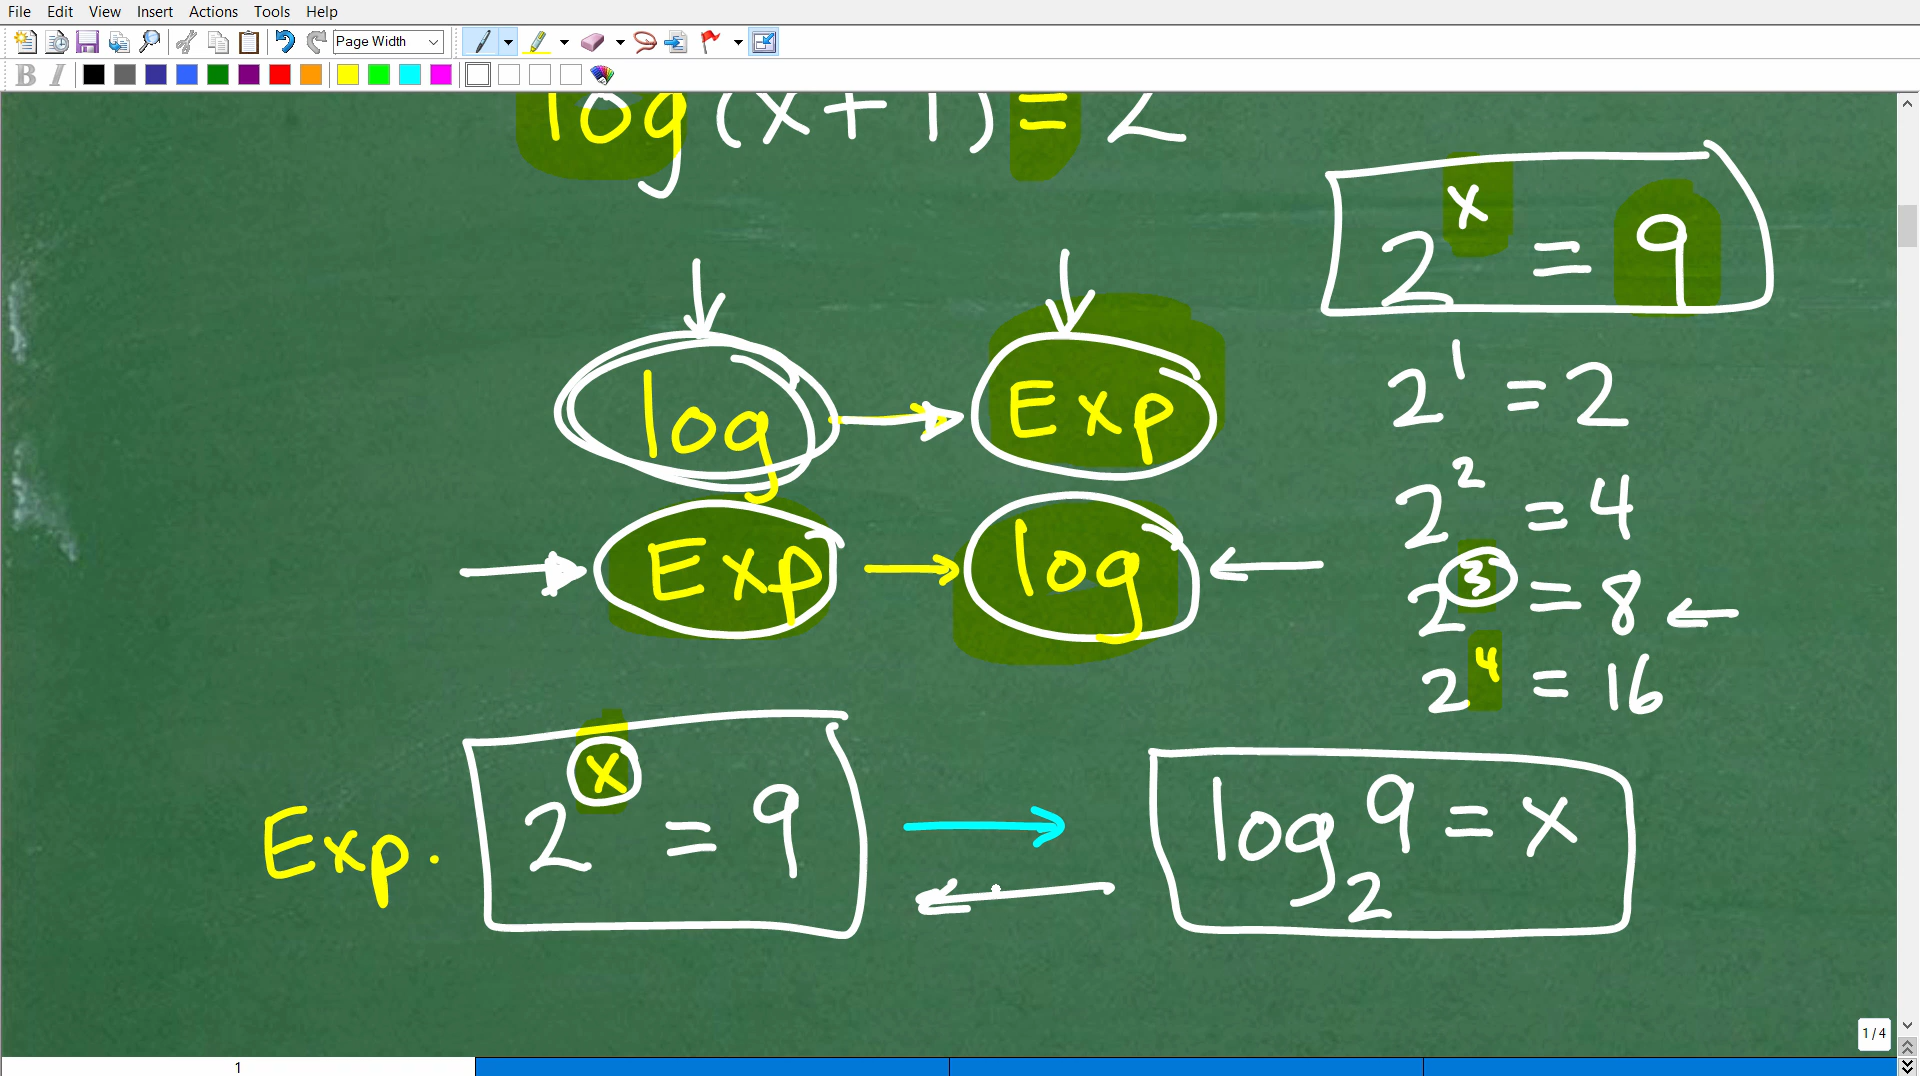 File Edit View Insert Actions Tools Help
Page Width
B I
log (x+1) = 2
2^x = 9
log → Exp
2^1 = 2
2^2 = 4
Exp → log
2^3 = 8 ←
2^4 = 16
Exp. 2^x = 9 → log_2 9 = x
1 / 4
1